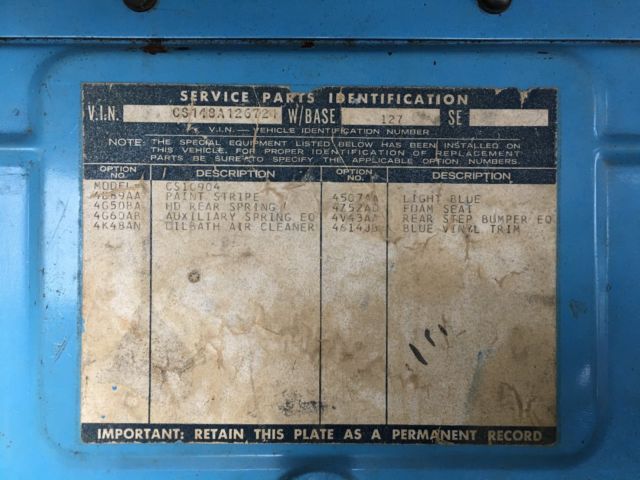 SERVICE PARTS IDENTIFICATION
V.I.N. CS148A126721 W/BASE 127 SE
V.I.N. — VEHICLE IDENTIFICATION NUMBER
NOTE: THE SPECIAL EQUIPMENT LISTED BELOW HAS BEEN INSTALLED ON
THIS VEHICLE. FOR PROPER IDENTIFICATION OF REPLACEMENT
PARTS BE SURE TO SPECIFY THE APPLICABLE OPTION NUMBERS.
OPTION NO. DESCRIPTION OPTION NO. DESCRIPTION
MODEL CS10904
4G89AA PAINT STRIPE 4507AA LIGHT BLUE
4G50BA HD REAR SPRING FOAM SEAT
4G60AB AUXILIARY SPRING EQ 4V43AA REAR STEP BUMPER EQ
4K48AN OILBATH AIR CLEANER 4614JB BLUE VINYL TRIM
IMPORTANT: RETAIN THIS PLATE AS A PERMANENT RECORD